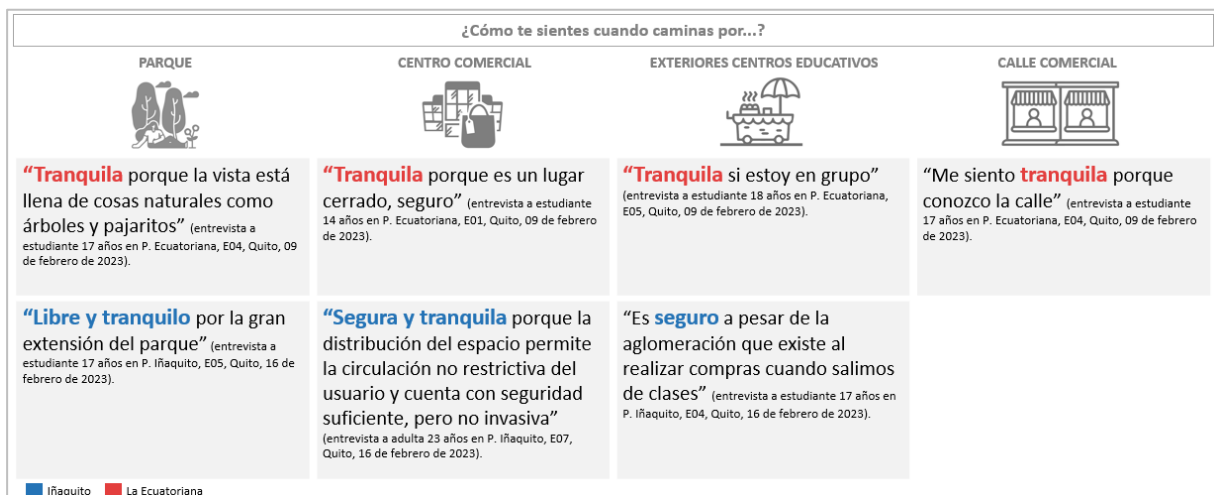 ¿Cómo te sientes cuando caminas por...?
PARQUE
CENTRO COMERCIAL
EXTERIORES CENTROS EDUCATIVOS
CALLE COMERCIAL
“Tranquila porque la vista está
llena de cosas naturales como
árboles y pajaritos” (entrevista a
estudiante 17 años en P. Ecuatoriana, E04, Quito, 09
de febrero de 2023).
“Tranquila porque es un lugar
cerrado, seguro” (entrevista a estudiante
14 años en P. Ecuatoriana, E01, Quito, 09 de febrero
de 2023).
“Tranquila si estoy en grupo”
(entrevista a estudiante 18 años en P. Ecuatoriana,
E05, Quito, 09 de febrero de 2023).
“Me siento tranquila porque
conozco la calle” (entrevista a estudiante
17 años en P. Ecuatoriana, E04, Quito, 09 de febrero
de 2023).
“Libre y tranquilo por la gran
extensión del parque” (entrevista a
estudiante 17 años en P. Iñaquito, E05, Quito, 16 de
febrero de 2023).
“Segura y tranquila porque la
distribución del espacio permite
la circulación no restrictiva del
usuario y cuenta con seguridad
suficiente, pero no invasiva”
(entrevista a adulta 23 años en P. Iñaquito, E07,
Quito, 16 de febrero de 2023).
“Es seguro a pesar de la
aglomeración que existe al
realizar compras cuando salimos
de clases” (entrevista a estudiante 17 años en
P. Iñaquito, E04, Quito, 16 de febrero de 2023).
Iñaquito La Ecuatoriana